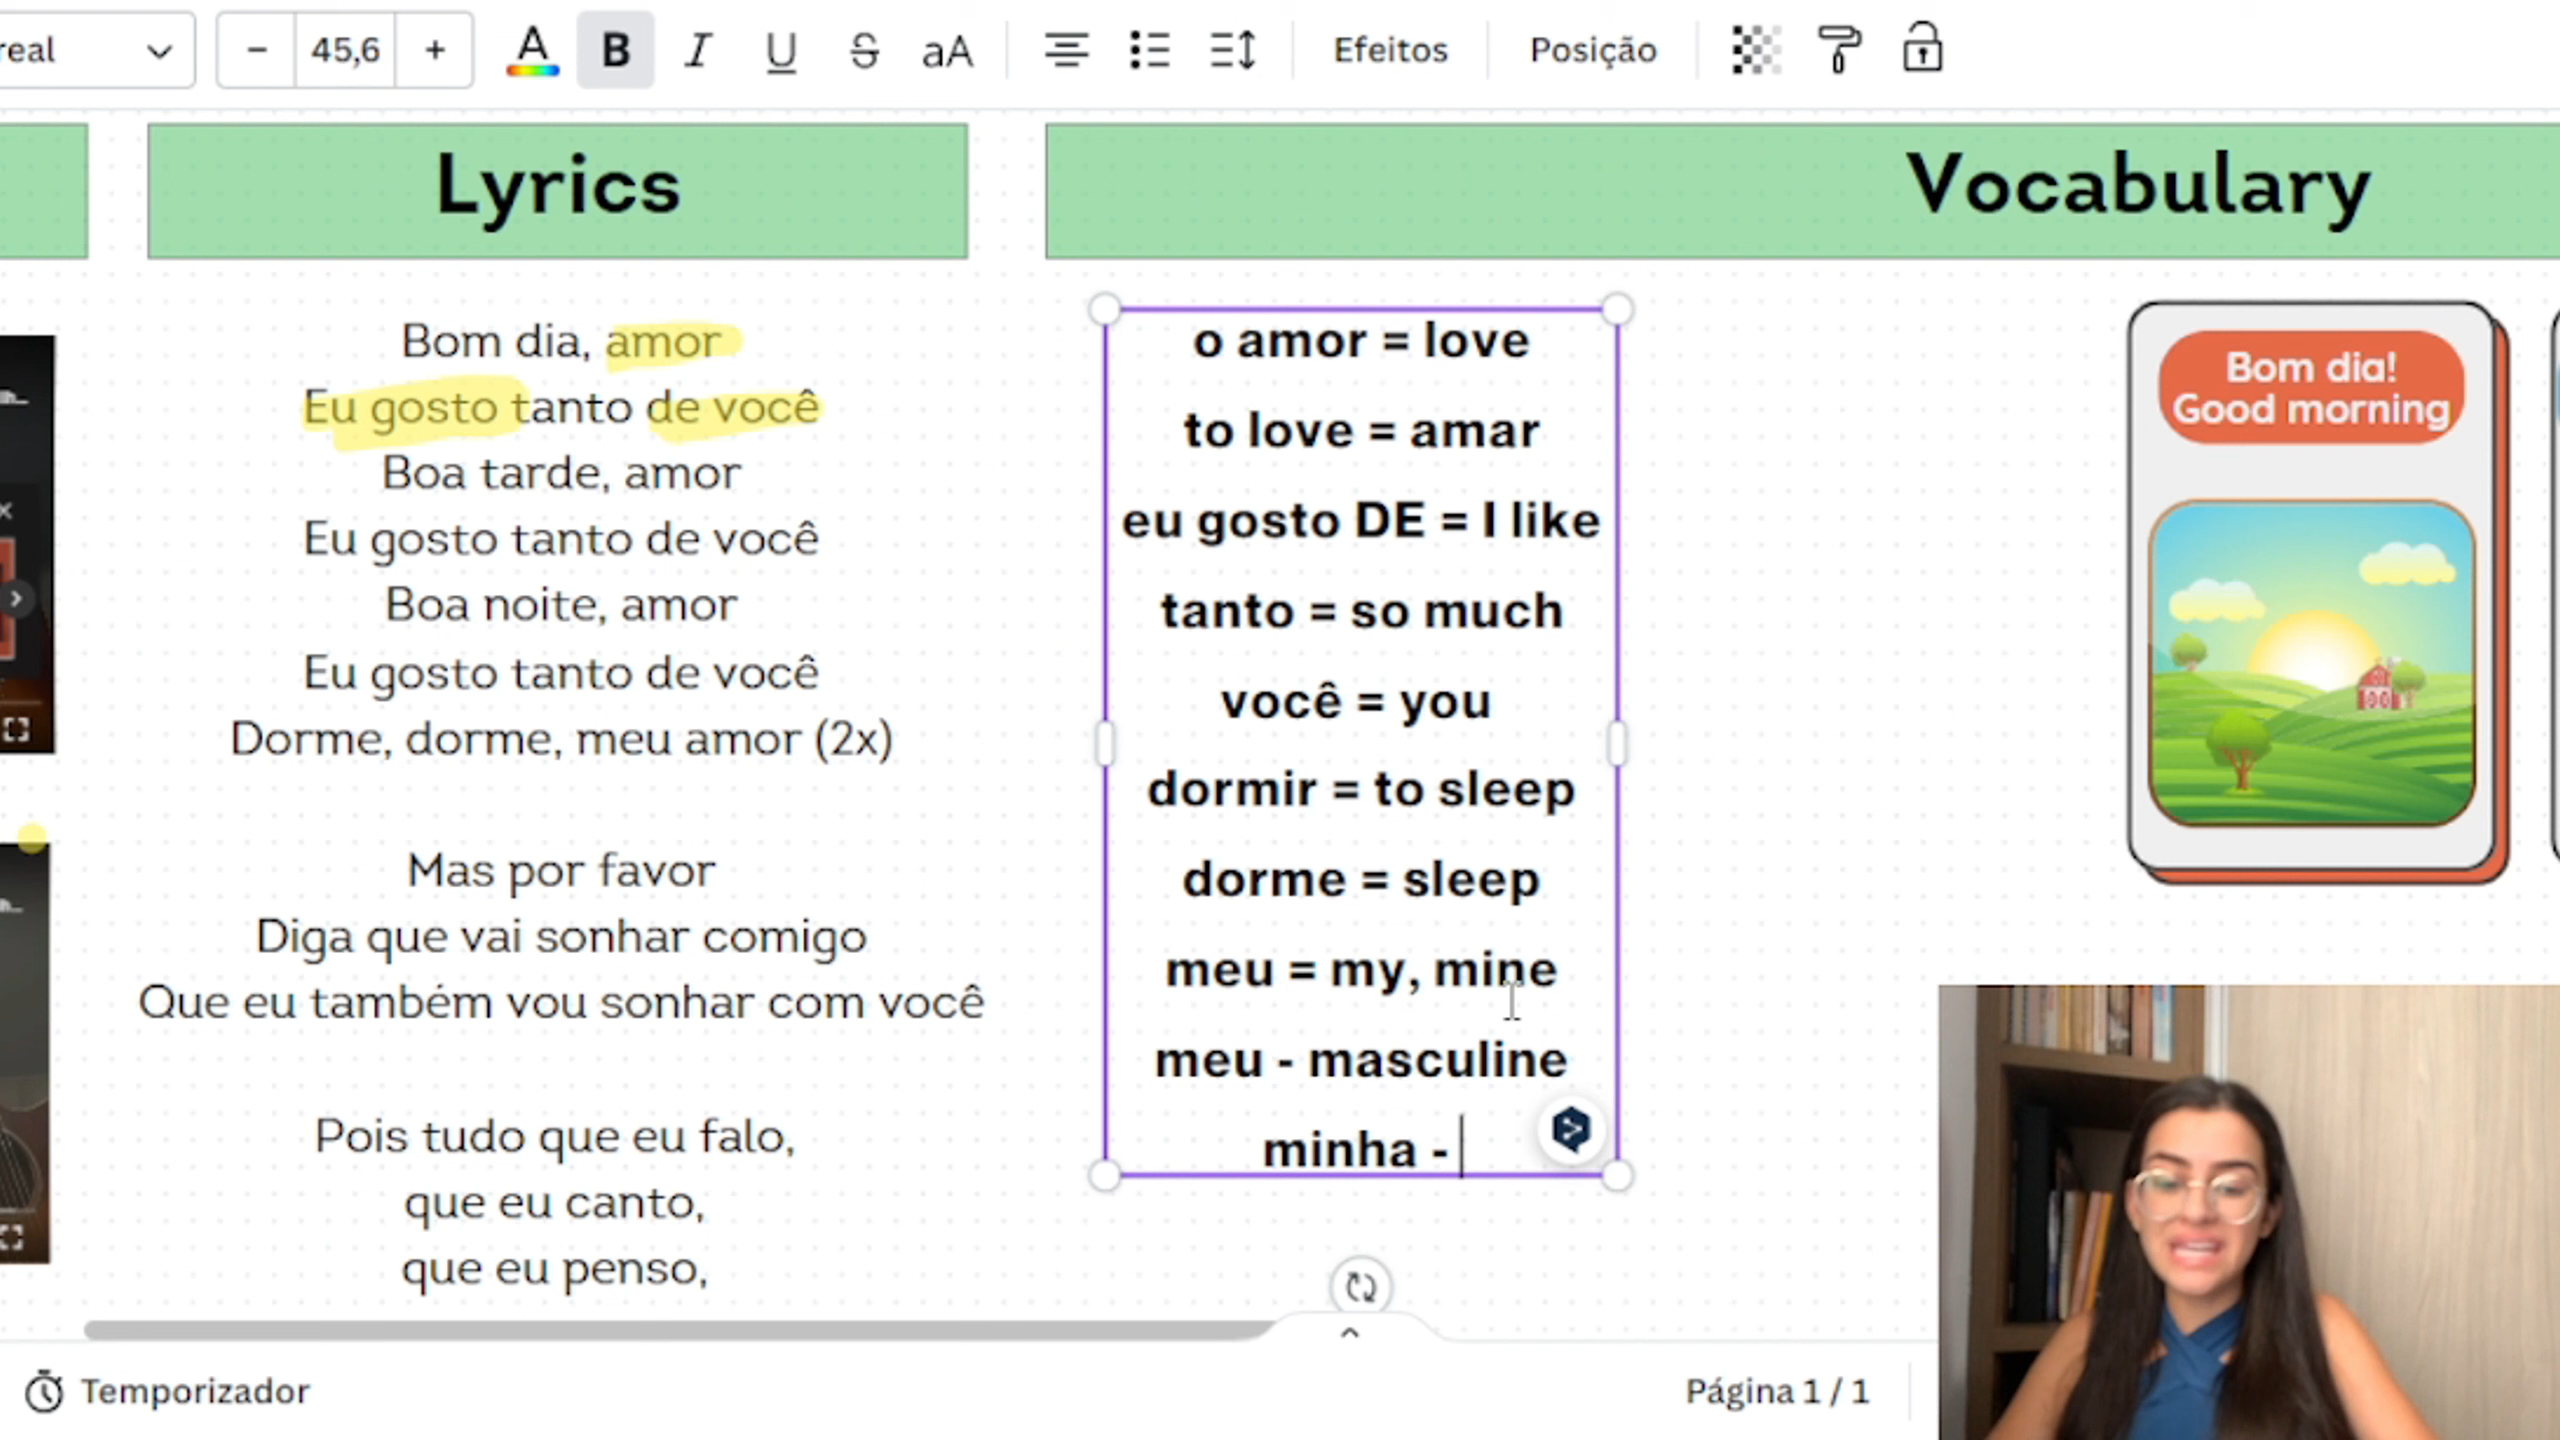 real
−
45,6
+
A
B
I
U
S
aA
Efeitos
Posição
Lyrics
Vocabulary
Bom dia, amor
Eu gosto tanto de você
Boa tarde, amor
Eu gosto tanto de você
Boa noite, amor
Eu gosto tanto de você
Dorme, dorme, meu amor (2x)
Mas por favor
Diga que vai sonhar comigo
Que eu também vou sonhar com você
Pois tudo que eu falo,
que eu canto,
que eu penso,
o amor = love
to love = amar
eu gosto DE = I like
tanto = so much
você = you
dormir = to sleep
dorme = sleep
meu = my, mine
meu - masculine
minha -
Bom dia!
Good morning
Temporizador
Página 1 / 1